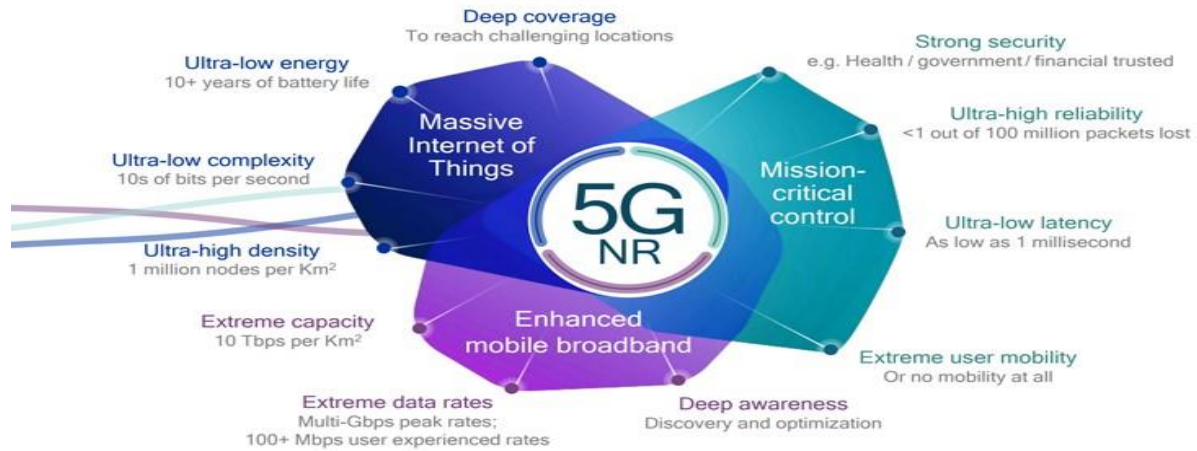 Deep coverage
To reach challenging locations
Ultra-low energy
10+ years of battery life
Ultra-low complexity
10s of bits per second
Ultra-high density
1 million nodes per Km²
Massive
Internet of
Things
Strong security
e.g. Health / government / financial trusted
Ultra-high reliability
<1 out of 100 million packets lost
Ultra-low latency
As low as 1 millisecond
Extreme user mobility
Or no mobility at all
Mission-
critical
control
5G
NR
Extreme capacity
10 Tbps per Km²
Extreme data rates
Multi-Gbps peak rates;
100+ Mbps user experienced rates
Deep awareness
Discovery and optimization
Enhanced
mobile broadband